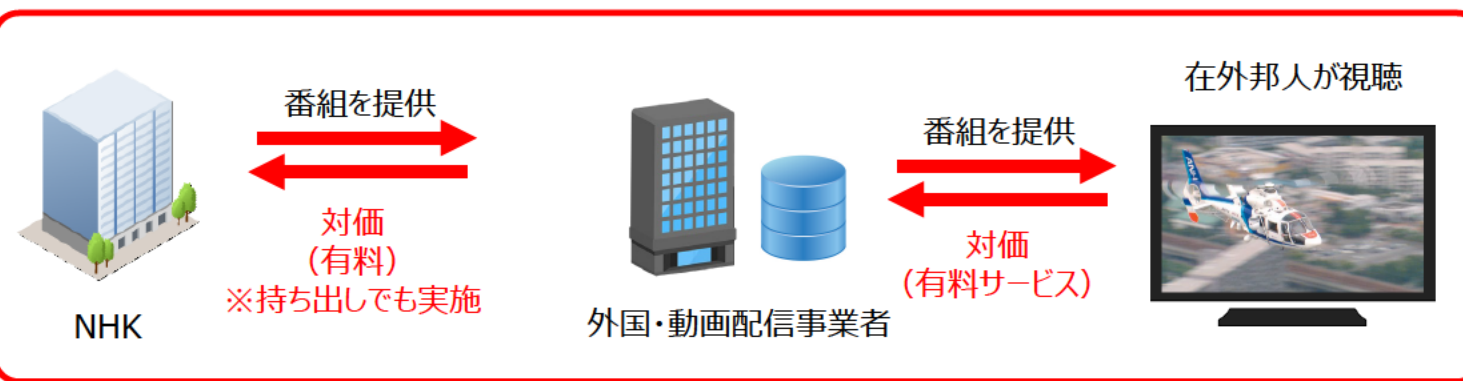 番組を提供
対価
(有料)
※持ち出しでも実施
NHK
外国・動画配信事業者
番組を提供
対価
(有料サービス)
在外邦人が視聴